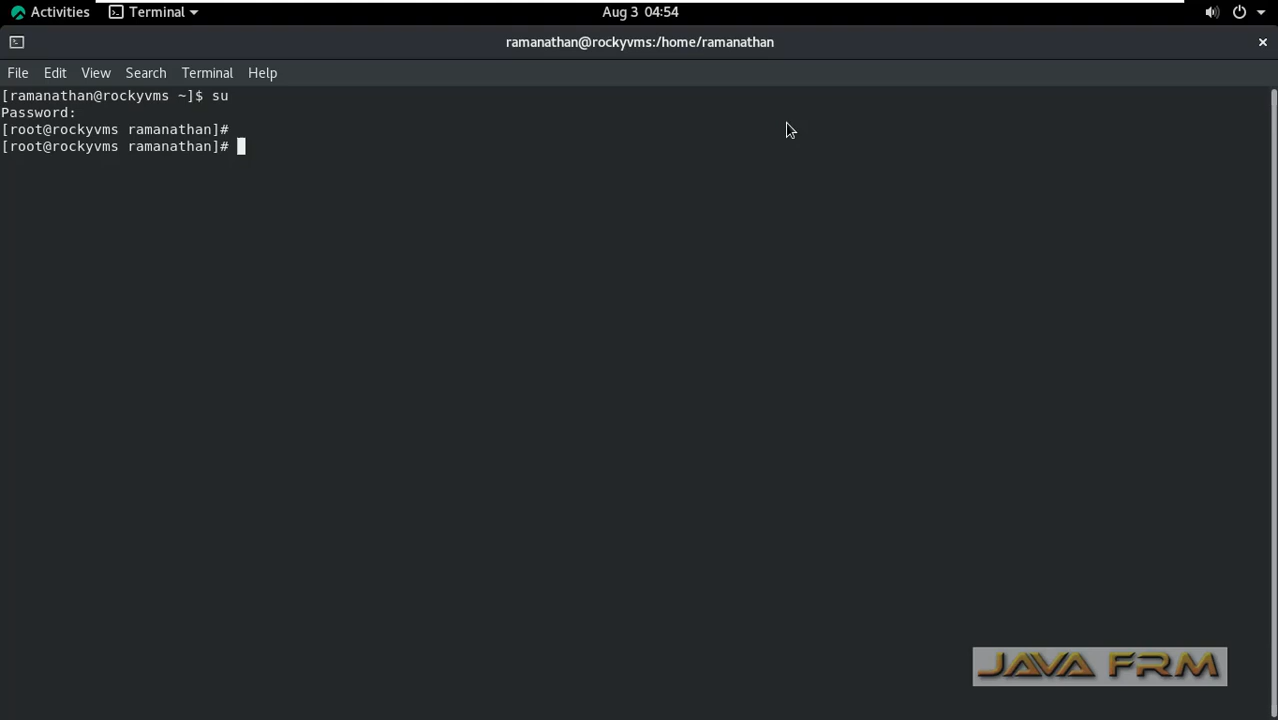 Activities Terminal Aug 3 04:54
ramanathan@rockyvms:/home/ramanathan
File Edit View Search Terminal Help
[ramanathan@rockyvms ~]$ su
Password:
[root@rockyvms ramanathan]#
[root@rockyvms ramanathan]#
JAVA FRM